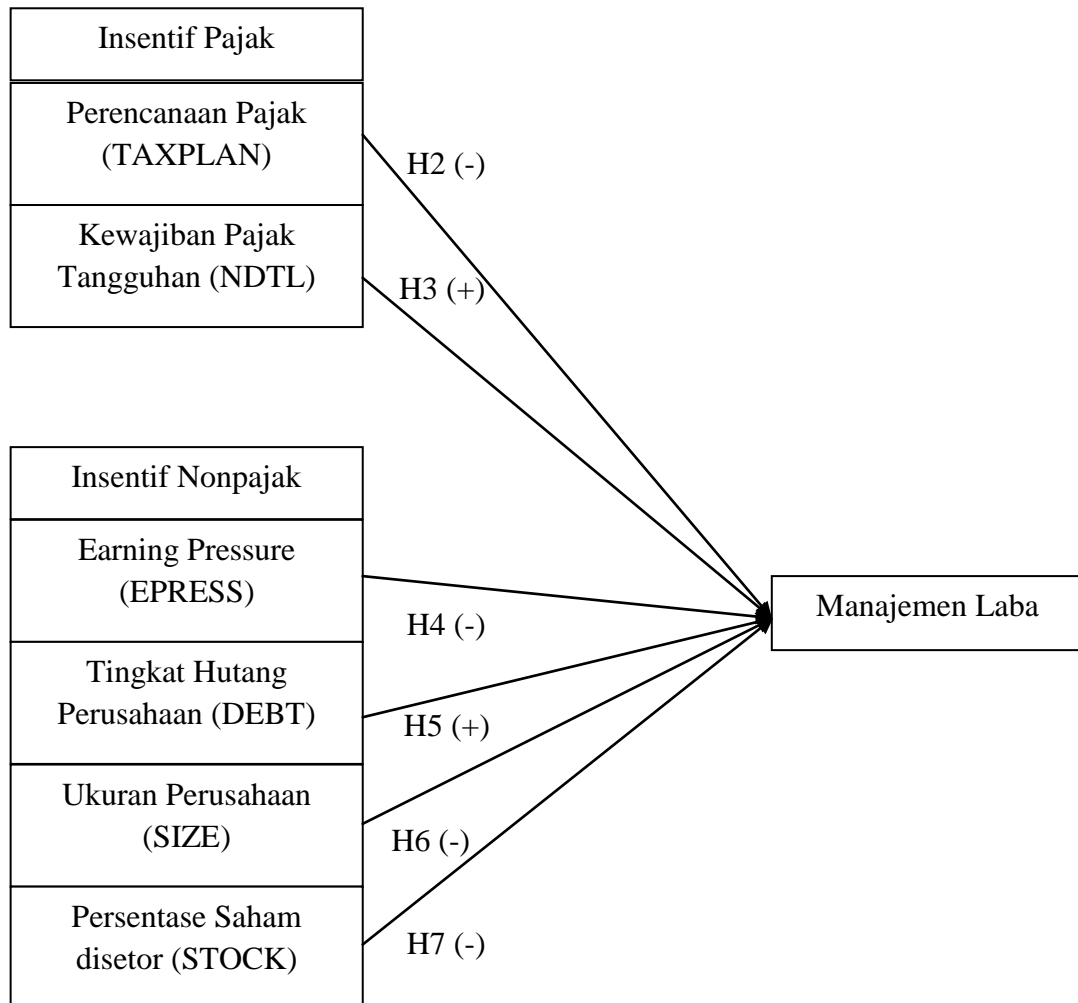 Insentif Pajak
Perencanaan Pajak
(TAXPLAN)
H2 (-)
Kewajiban Pajak
Tangguhan (NDTL)
H3 (+)
Insentif Nonpajak
Earning Pressure
(EPRESS)
H4 (-)
Manajemen Laba
Tingkat Hutang
Perusahaan (DEBT)
H5 (+)
Ukuran Perusahaan
(SIZE)
H6 (-)
Persentase Saham
disetor (STOCK)
H7 (-)